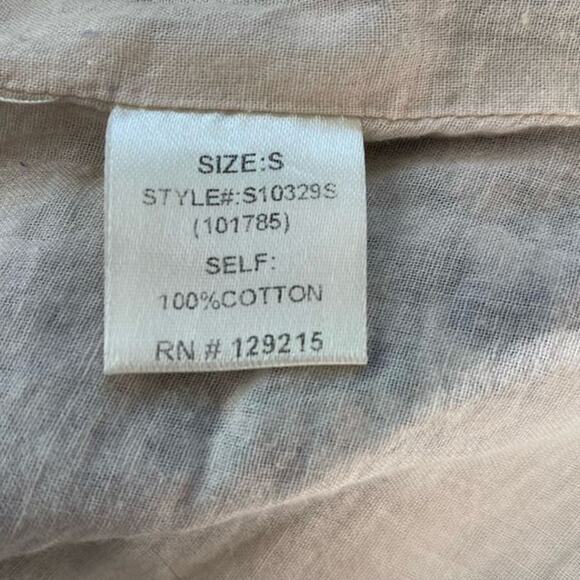 SIZE:S
STYLE#:S10329S
(101785)
SELF:
100%COTTON
RN # 129215